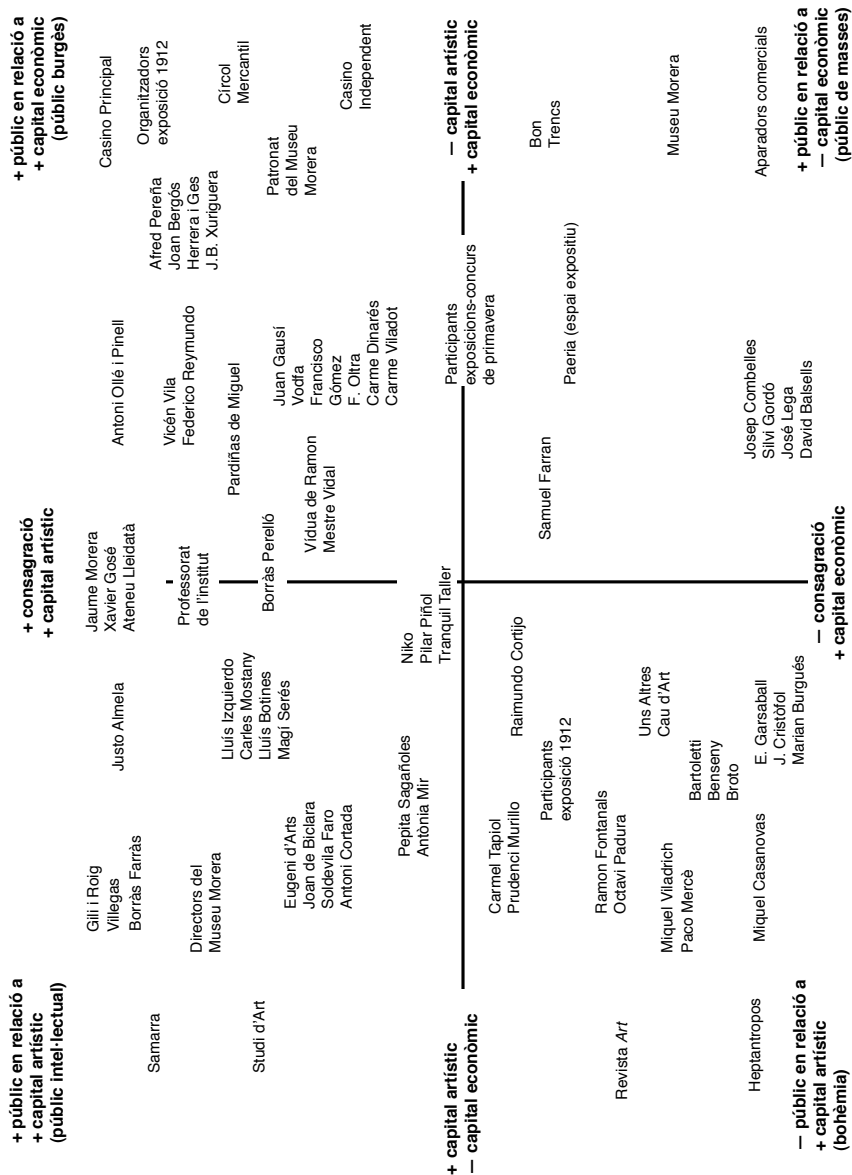 + públic en relació a
+ capital artístic
(públic intel·lectual)
+ consagració
+ capital artístic
+ públic en relació a
+ capital econòmic
(públic burgès)
Gili i Roig
Villegas
Borràs Farràs
Justo Almela
Jaume Morera
Xavier Gosé
Ateneu Lleidatà
Antoni Ollé i Pinell
Casino Principal
Samarra
Directors del
Museu Morera
Professorat
de l'institut
Vicén Vila
Federico Reymundo
Afred Pereña
Joan Bergós
Herrera i Ges
J.B. Xuriguera
Organitzadors
exposició 1912
Studi d'Art
Lluís Izquierdo
Carles Mostany
Lluís Botines
Magí Serés
Borràs Perelló
Pardiñas de Miguel
Círcol
Mercantil
Eugeni d'Arts
Joan de Biclara
Soldevila Faro
Antoni Cortada
Vídua de Ramon
Mestre Vidal
Juan Gausí
Vodfa
Francisco
Gómez
F. Oltra
Carme Dinarés
Carme Viladot
Patronat
del Museu
Morera
Casino
Independent
Pepita Sagañoles
Antònia Mir
Niko
Pilar Piñol
Tranquil Taller
+ capital artístic
— capital econòmic
Participants
exposicions-concurs
de primavera
— capital artístic
+ capital econòmic
Carmel Tapiol
Prudenci Murillo
Raimundo Cortijo
Samuel Farran
Bon
Trencs
Participants
exposició 1912
Paeria (espai expositiu)
Revista Art
Ramon Fontanals
Octavi Padura
Uns Altres
Cau d'Art
Miquel Viladrich
Paco Mercè
Museu Morera
Bartoletti
Benseny
Broto
Heptantropos
Miquel Casanovas
E. Garsaball
J. Cristòfol
Marian Burgués
Josep Combelles
Silvi Gordó
José Lega
David Balsells
Aparadors comercials
— públic en relació a
+ capital artístic
(bohèmia)
— consagració
+ capital econòmic
+ públic en relació a
— capital econòmic
(públic de masses)